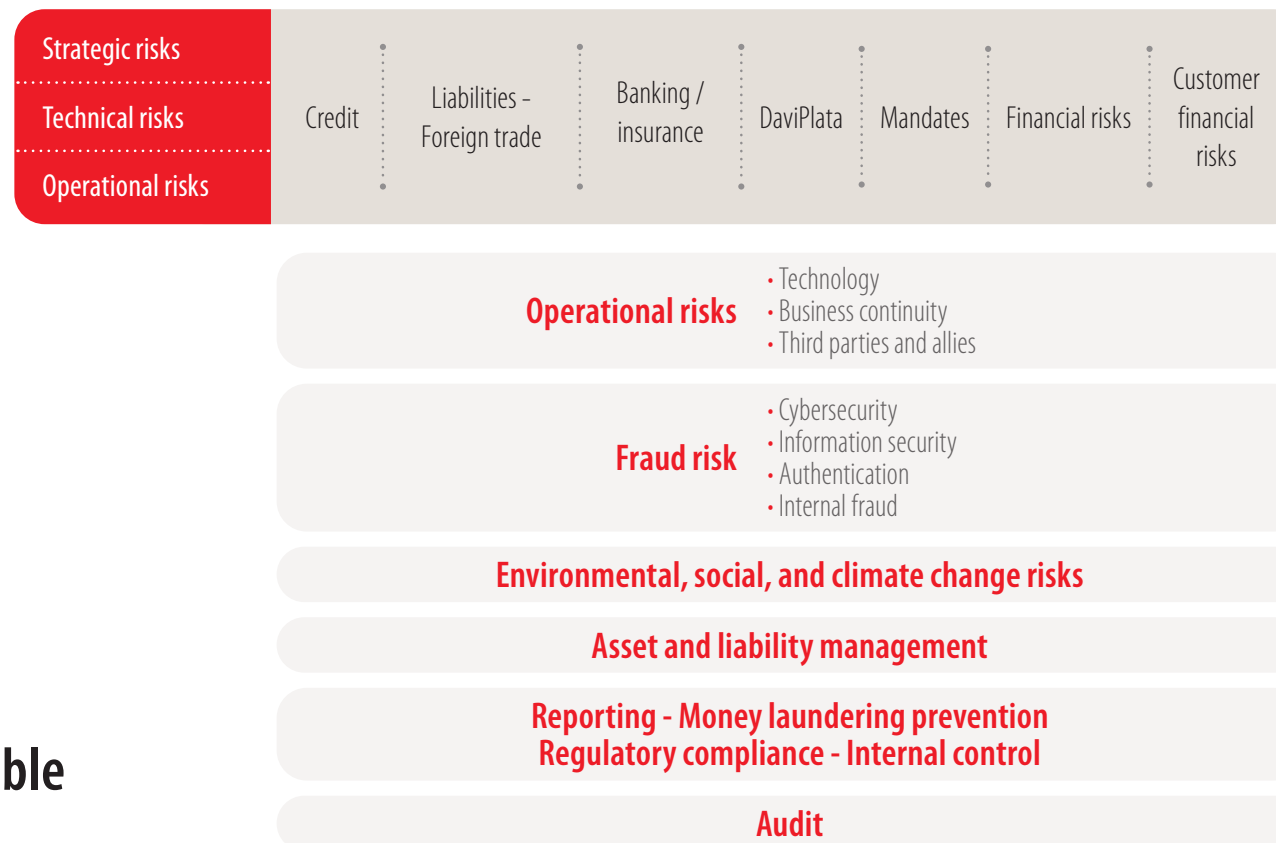 Strategic risks
Technical risks
Operational risks
Credit
Liabilities -
Foreign trade
Banking /
insurance
DaviPlata
Mandates
Financial risks
Customer
financial
risks
Operational risks
• Technology
• Business continuity
• Third parties and allies
Fraud risk
• Cybersecurity
• Information security
• Authentication
• Internal fraud
Environmental, social, and climate change risks
Asset and liability management
Reporting - Money laundering prevention
Regulatory compliance - Internal control
ble
Audit